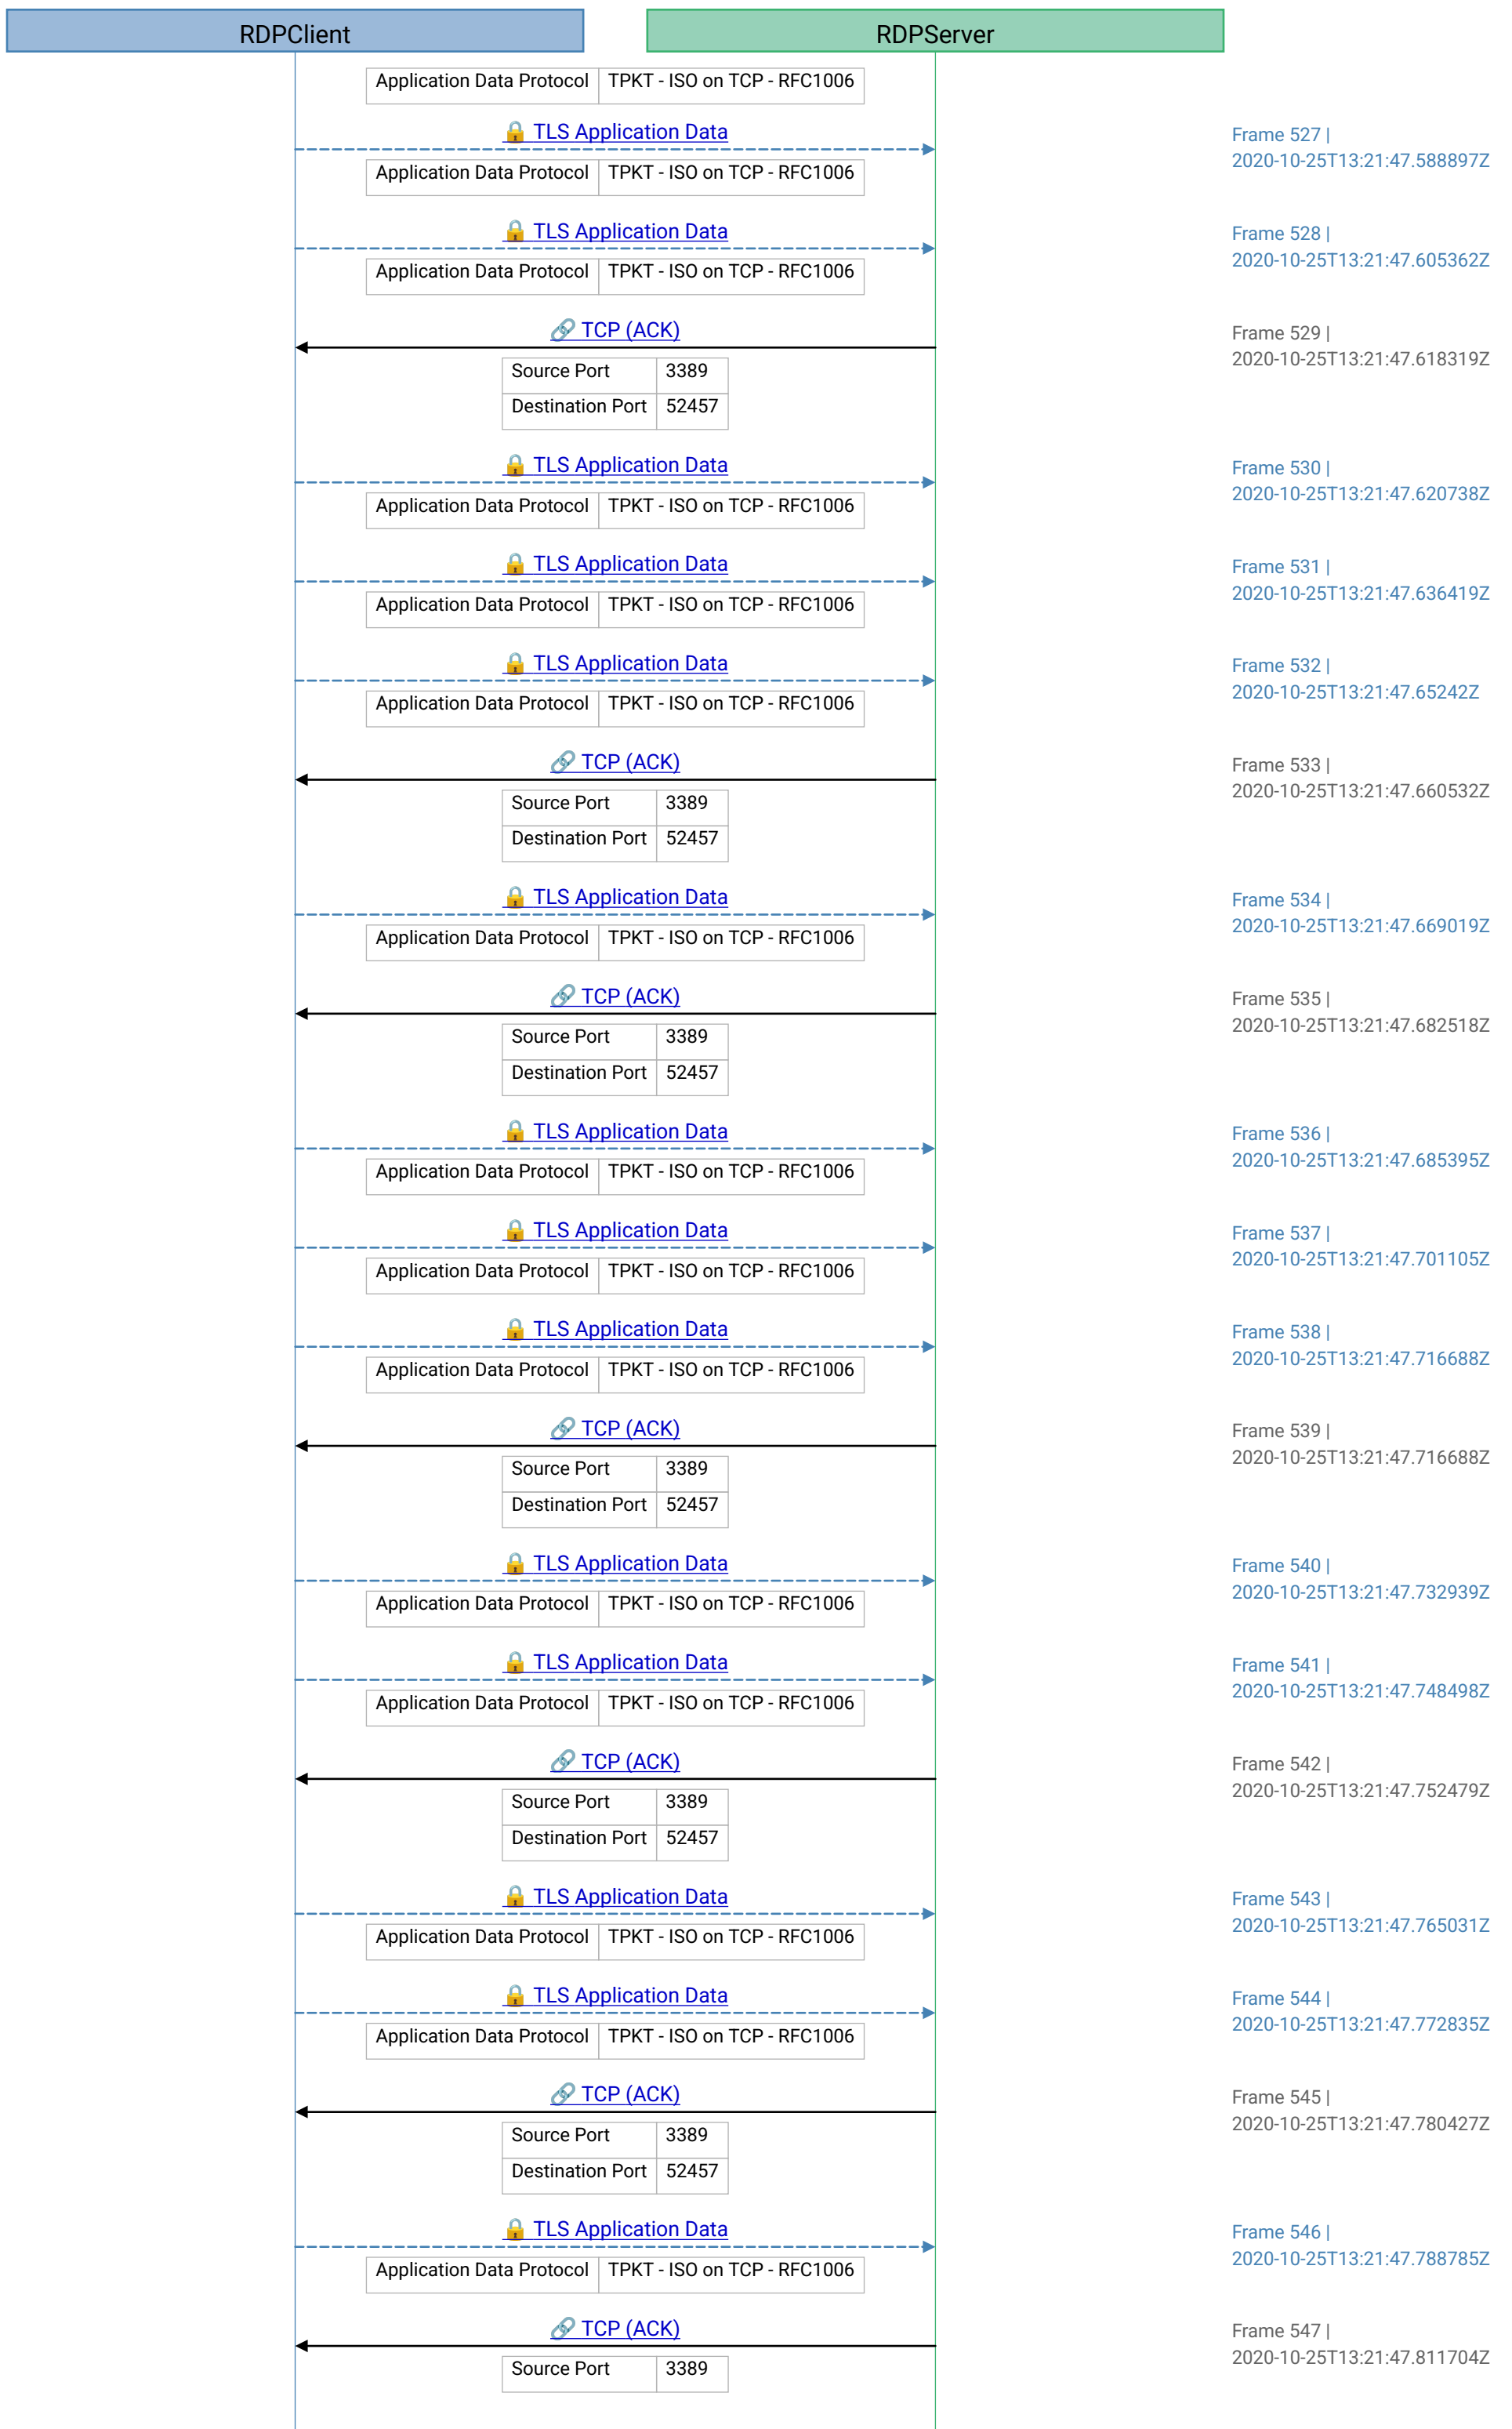 RDPClient RDPServer
Application Data Protocol TPKT - ISO on TCP - RFC1006
🔒 TLS Application Data Frame 527 |
2020-10-25T13:21:47.588897Z
Application Data Protocol TPKT - ISO on TCP - RFC1006
🔒 TLS Application Data Frame 528 |
2020-10-25T13:21:47.605362Z
Application Data Protocol TPKT - ISO on TCP - RFC1006
🔗 TCP (ACK) Frame 529 |
2020-10-25T13:21:47.618319Z
Source Port 3389
Destination Port 52457
🔒 TLS Application Data Frame 530 |
2020-10-25T13:21:47.620738Z
Application Data Protocol TPKT - ISO on TCP - RFC1006
🔒 TLS Application Data Frame 531 |
2020-10-25T13:21:47.636419Z
Application Data Protocol TPKT - ISO on TCP - RFC1006
🔒 TLS Application Data Frame 532 |
2020-10-25T13:21:47.65242Z
Application Data Protocol TPKT - ISO on TCP - RFC1006
🔗 TCP (ACK) Frame 533 |
2020-10-25T13:21:47.660532Z
Source Port 3389
Destination Port 52457
🔒 TLS Application Data Frame 534 |
2020-10-25T13:21:47.669019Z
Application Data Protocol TPKT - ISO on TCP - RFC1006
🔗 TCP (ACK) Frame 535 |
2020-10-25T13:21:47.682518Z
Source Port 3389
Destination Port 52457
🔒 TLS Application Data Frame 536 |
2020-10-25T13:21:47.685395Z
Application Data Protocol TPKT - ISO on TCP - RFC1006
🔒 TLS Application Data Frame 537 |
2020-10-25T13:21:47.701105Z
Application Data Protocol TPKT - ISO on TCP - RFC1006
🔒 TLS Application Data Frame 538 |
2020-10-25T13:21:47.716688Z
Application Data Protocol TPKT - ISO on TCP - RFC1006
🔗 TCP (ACK) Frame 539 |
2020-10-25T13:21:47.716688Z
Source Port 3389
Destination Port 52457
🔒 TLS Application Data Frame 540 |
2020-10-25T13:21:47.732939Z
Application Data Protocol TPKT - ISO on TCP - RFC1006
🔒 TLS Application Data Frame 541 |
2020-10-25T13:21:47.748498Z
Application Data Protocol TPKT - ISO on TCP - RFC1006
🔗 TCP (ACK) Frame 542 |
2020-10-25T13:21:47.752479Z
Source Port 3389
Destination Port 52457
🔒 TLS Application Data Frame 543 |
2020-10-25T13:21:47.765031Z
Application Data Protocol TPKT - ISO on TCP - RFC1006
🔒 TLS Application Data Frame 544 |
2020-10-25T13:21:47.772835Z
Application Data Protocol TPKT - ISO on TCP - RFC1006
🔗 TCP (ACK) Frame 545 |
2020-10-25T13:21:47.780427Z
Source Port 3389
Destination Port 52457
🔒 TLS Application Data Frame 546 |
2020-10-25T13:21:47.788785Z
Application Data Protocol TPKT - ISO on TCP - RFC1006
🔗 TCP (ACK) Frame 547 |
2020-10-25T13:21:47.811704Z
Source Port 3389